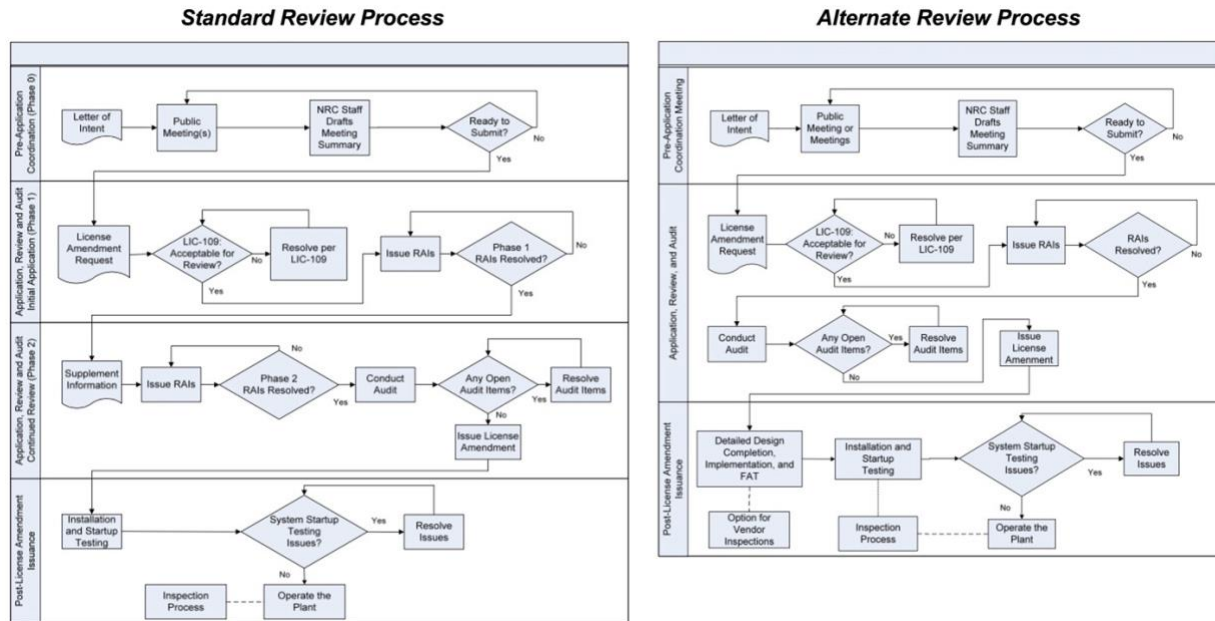 Standard Review Process
Pre-Application
Coordination (Phase 0)
Letter of
Intent
Public
Meeting(s)
NRC Staff
Drafts
Meeting
Summary
Ready to
Submit?
No
Yes
Application, Review and Audit
Initial Application (Phase 1)
License
Amendment
Request
LIC-109:
Acceptable for
Review?
No
Yes
Resolve per
LIC-109
Issue RAIs
Phase 1
RAIs Resolved?
No
Yes
Application, Review and Audit
Continued Review (Phase 2)
Supplement
Information
Issue RAIs
No
Phase 2
RAIs Resolved?
Yes
Conduct
Audit
Any Open
Audit Items?
Yes
No
Resolve
Audit Items
Issue License
Amendment
Post-License Amendment
Issuance
Installation
and Startup
Testing
System Startup
Testing
Issues?
Yes
No
Resolve
Issues
Inspection
Process
Operate the
Plant
Alternate Review Process
Pre-Application
Coordination Meeting
Letter of
Intent
Public
Meeting or
Meetings
NRC Staff
Drafts
Meeting
Summary
Ready to
Submit?
No
Yes
Application, Review, and Audit
License
Amendment
Request
LIC-109:
Acceptable for
Review?
No
Yes
Resolve per
LIC-109
Issue RAIs
RAIs
Resolved?
No
Yes
Conduct
Audit
Any Open
Audit Items?
Yes
No
Resolve
Audit Items
Issue
License
Amenment
Post-License Amendment
Issuance
Detailed Design
Completion,
Implementation, and
FAT
Installation and
Startup
Testing
System Startup
Testing
Issues?
Yes
No
Resolve
Issues
Option for
Vendor
Inspections
Inspection
Process
Operate the
Plant